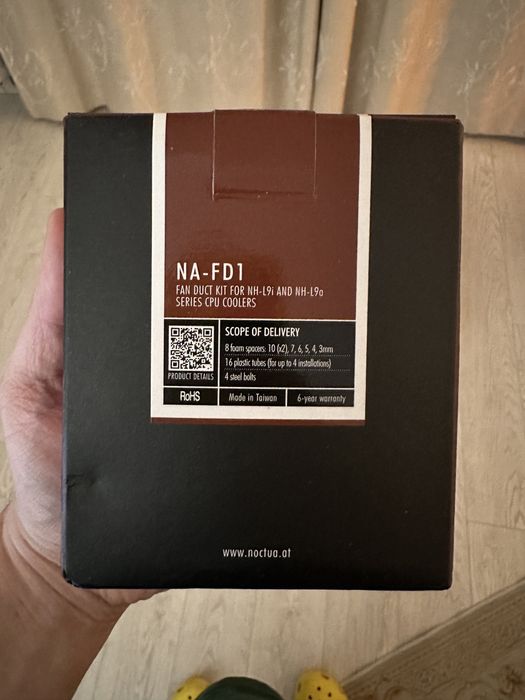 NA-FD1
FAN DUCT KIT FOR NH-L9i AND NH-L9a
SERIES CPU COOLERS
SCOPE OF DELIVERY
8 foam spacers: 10 (x2), 7, 6, 5, 4, 3mm
16 plastic tubes (for up to 4 installations)
4 steel bolts
PRODUCT DETAILS
RoHS
Made in Taiwan
6-year warranty
www.noctua.at